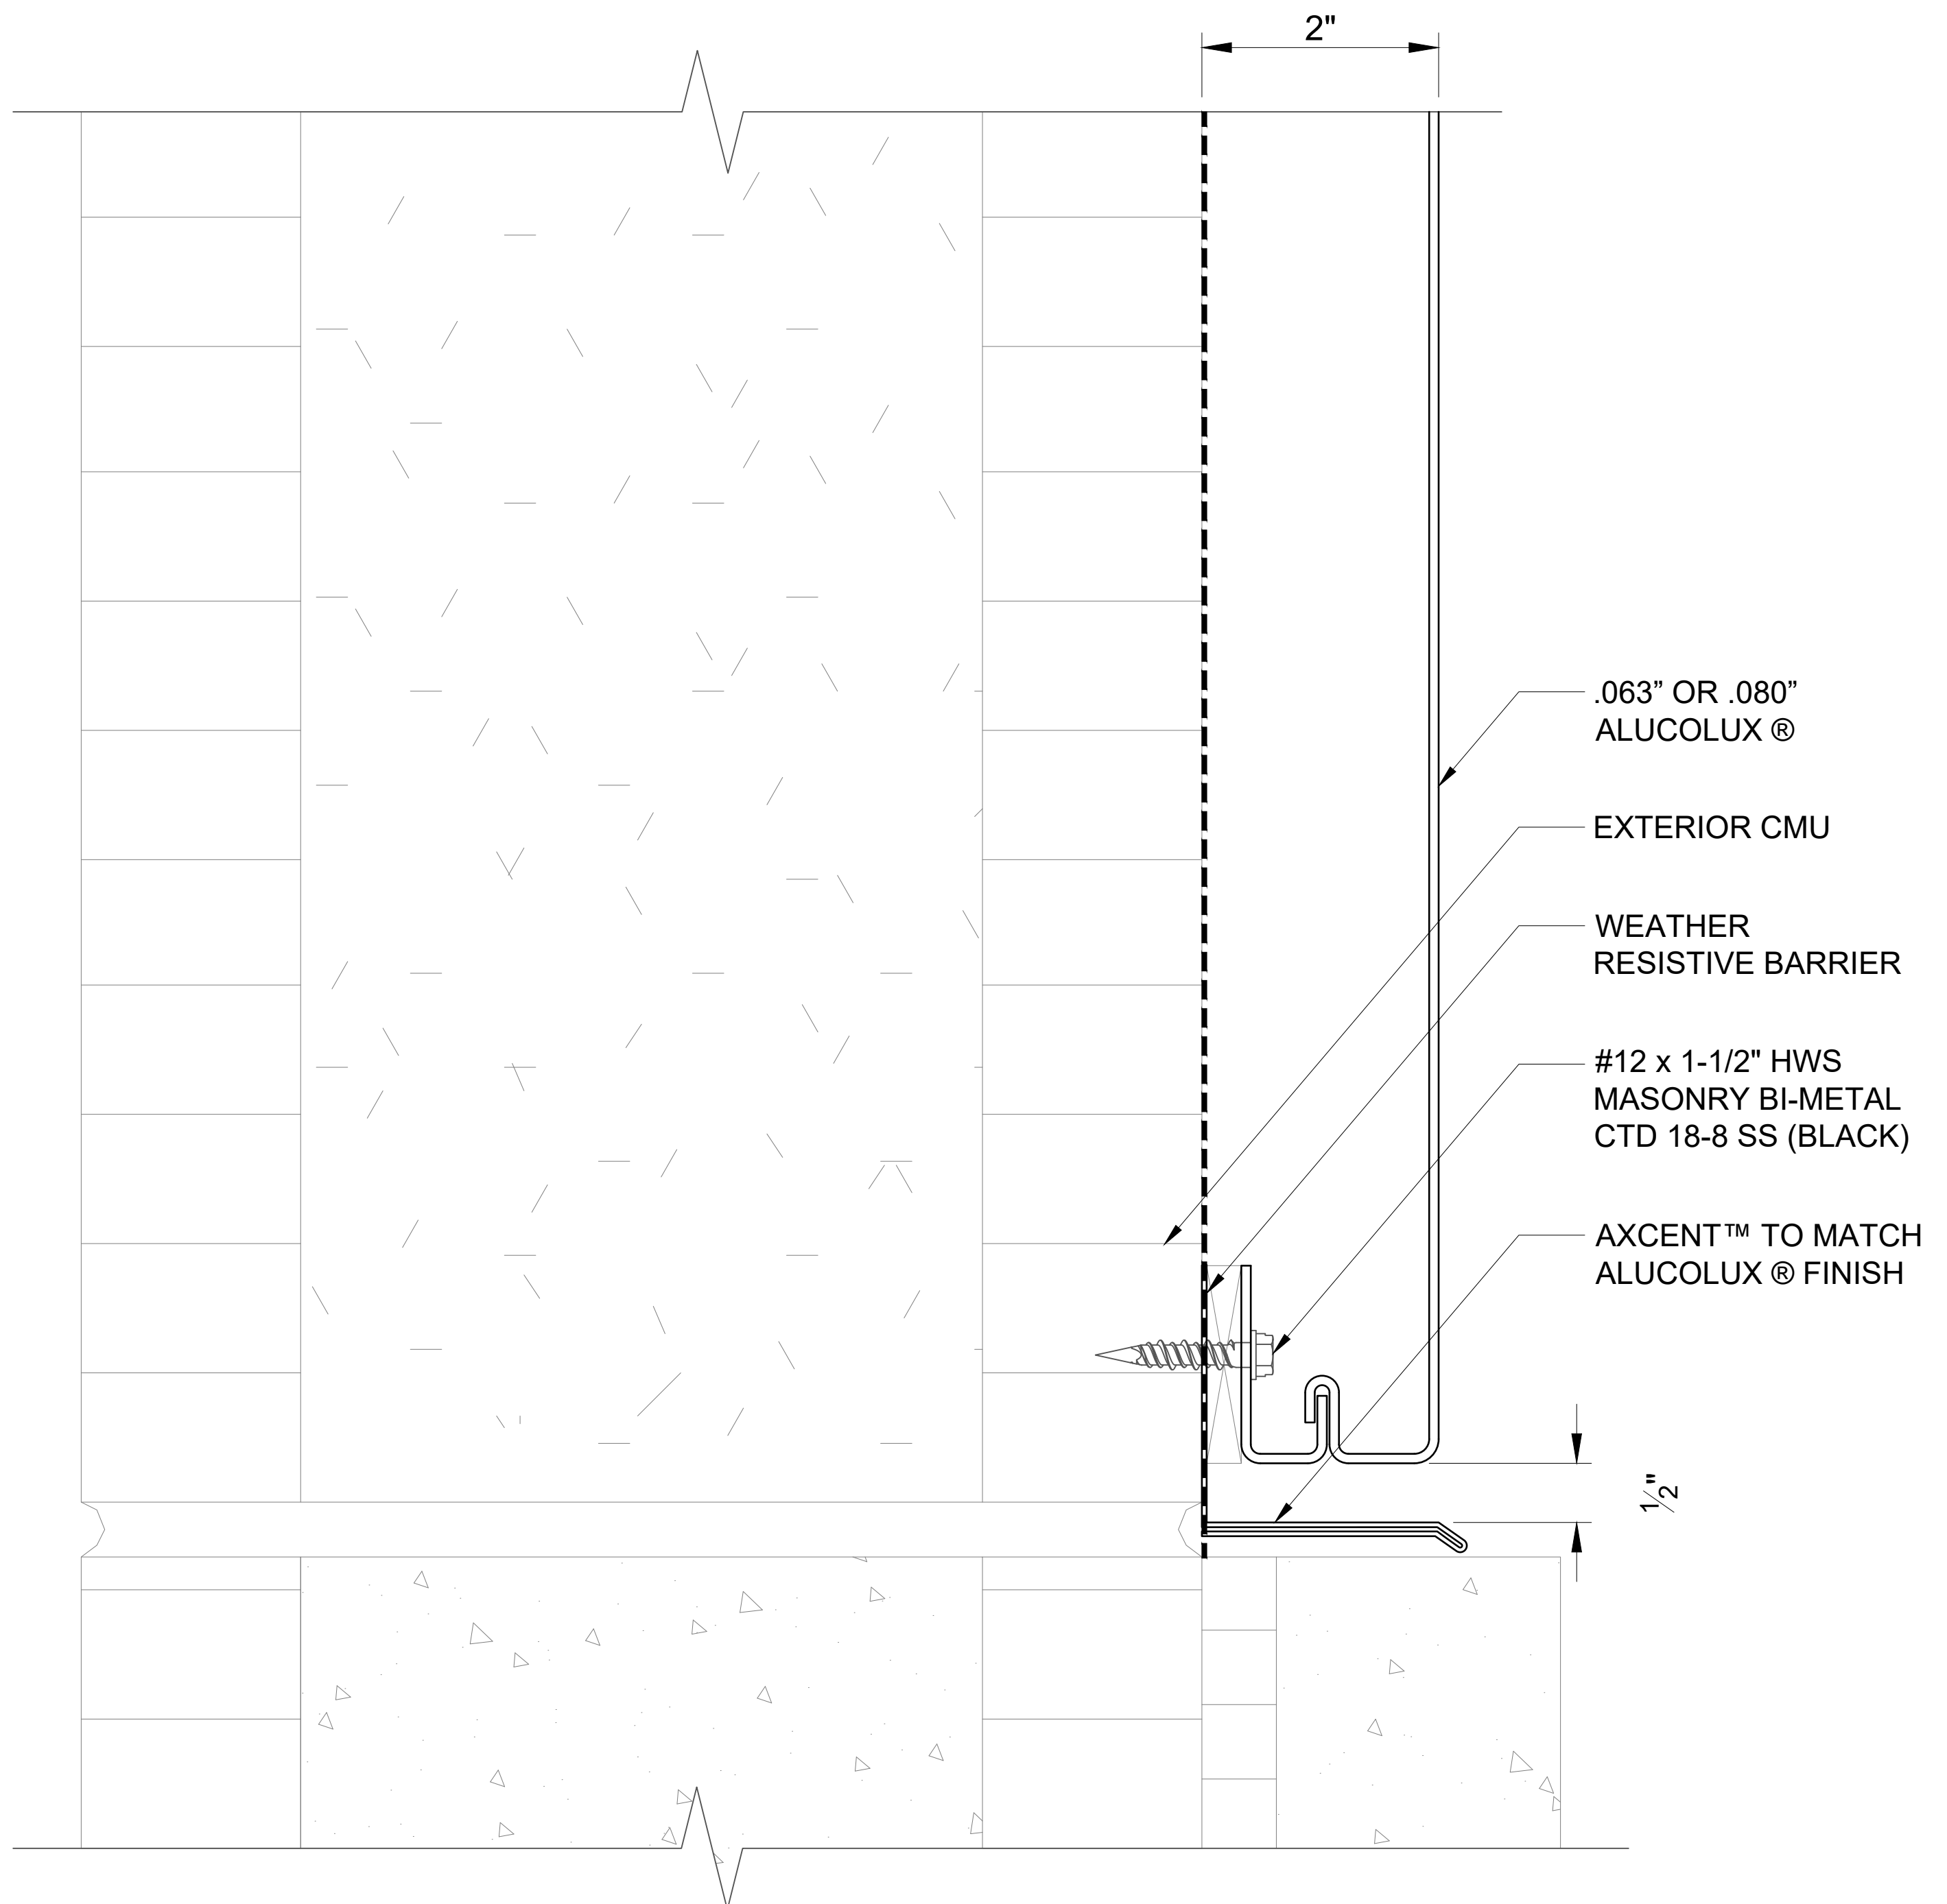 2"
.063” OR .080”
ALUCOLUX ®
EXTERIOR CMU
WEATHER
RESISTIVE BARRIER
#12 x 1-1/2" HWS
MASONRY BI-METAL
CTD 18-8 SS (BLACK)
AXCENT™ TO MATCH
ALUCOLUX ® FINISH
1/2"